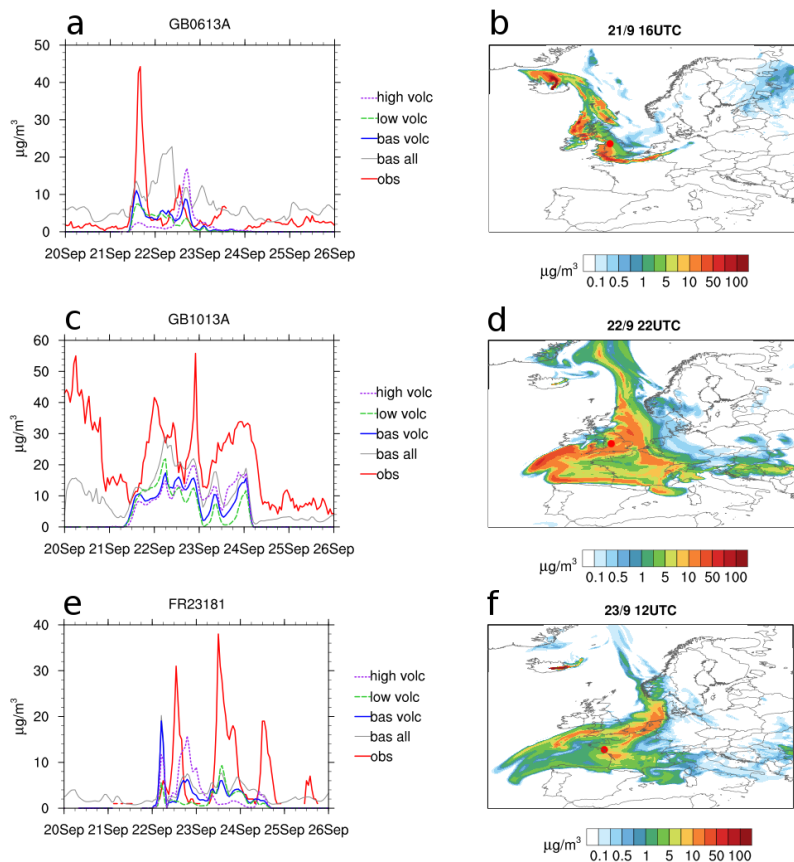 a GB0613A
50
40
30
20
10
0
μg/m³
20Sep 21Sep 22Sep 23Sep 24Sep 25Sep 26Sep
high volc
low volc
bas volc
bas all
obs
b 21/9 16UTC
μg/m³
0.1 0.5 1 5 10 50 100
c GB1013A
60
50
40
30
20
10
0
μg/m³
20Sep 21Sep 22Sep 23Sep 24Sep 25Sep 26Sep
high volc
low volc
bas volc
bas all
obs
d 22/9 22UTC
μg/m³
0.1 0.5 1 5 10 50 100
e FR23181
40
30
20
10
0
μg/m³
20Sep 21Sep 22Sep 23Sep 24Sep 25Sep 26Sep
high volc
low volc
bas volc
bas all
obs
f 23/9 12UTC
μg/m³
0.1 0.5 1 5 10 50 100